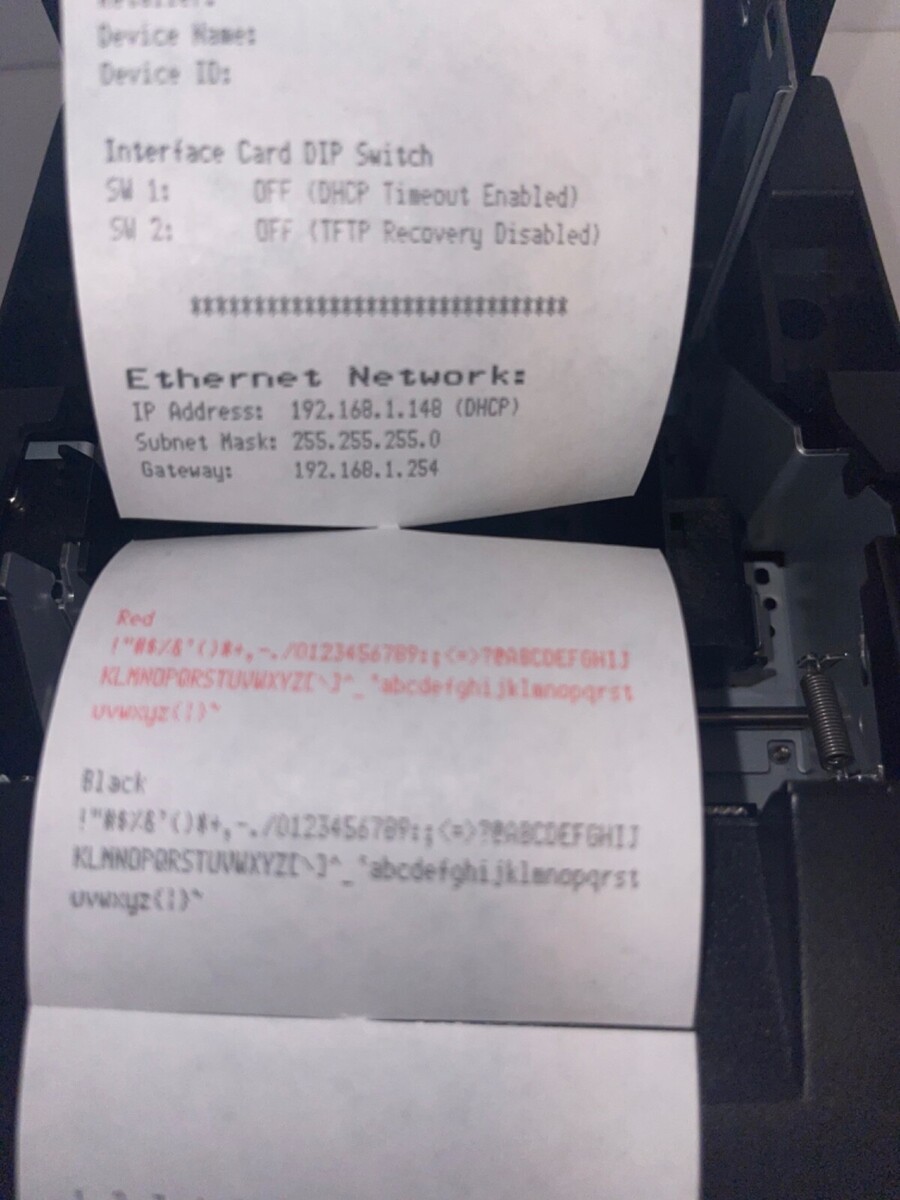 Device Name:
Device ID:
Interface Card DIP Switch
SW 1: OFF (DHCP Timeout Enabled)
SW 2: OFF (TFTP Recovery Disabled)
******************************
Ethernet Network:
IP Address: 192.168.1.148 (DHCP)
Subnet Mask: 255.255.255.0
Gateway: 192.168.1.254
Red
!"#$%&'()*+,-./0123456789:;<=>?@ABCDEFGHIJ
KLMNOPQRSTUVWXYZ[\]^_`abcdefghijklmnopqrst
uvwxyz{|}~
Black
!"#$%&'()*+,-./0123456789:;<=>?@ABCDEFGHIJ
KLMNOPQRSTUVWXYZ[\]^_`abcdefghijklmnopqrst
uvwxyz{|}~